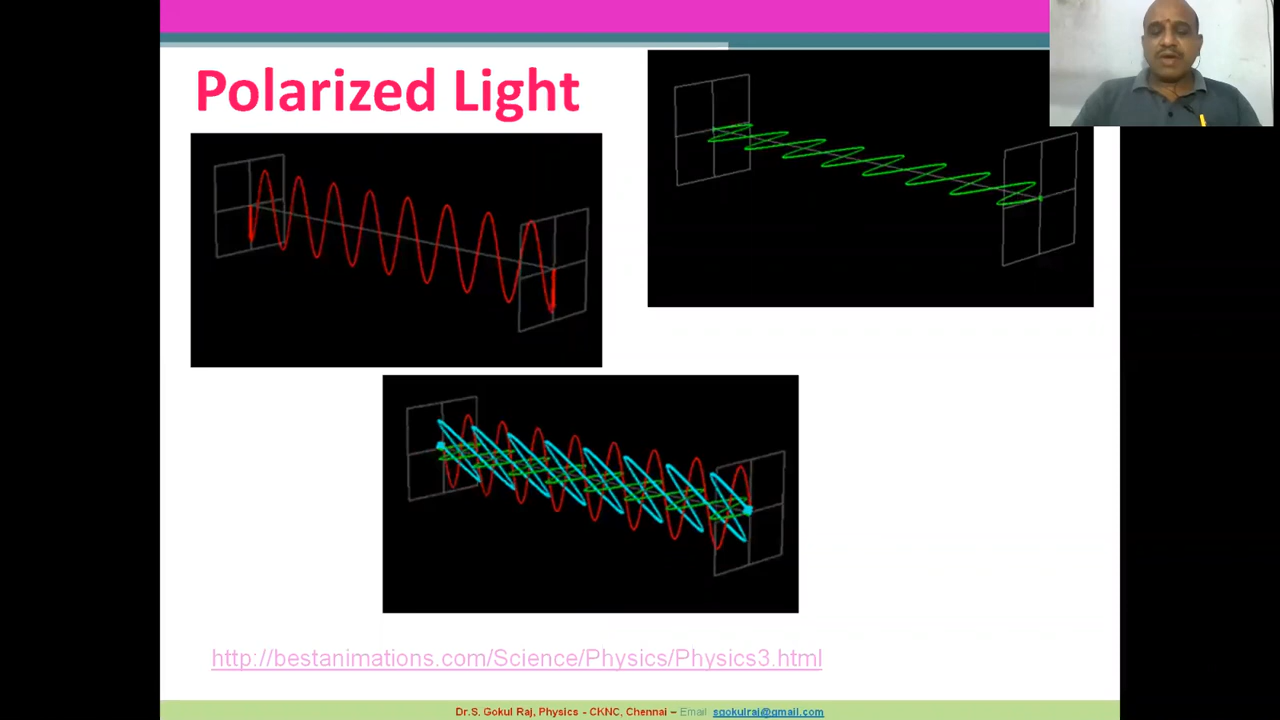 Polarized Light
http://bestanimations.com/Science/Physics/Physics3.html
Dr.S. Gokul Raj, Physics - CKNC, Chennai – Email sgokulraj@gmail.com